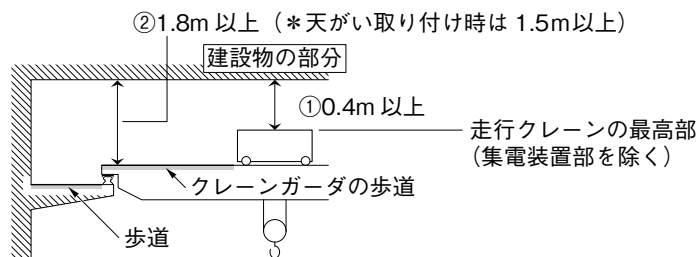 ②1.8m 以上（＊天がい取り付け時は 1.5m以上）
建設物の部分
①0.4m 以上
走行クレーンの最高部
（集電装置部を除く）
クレーンガーダの歩道
歩道